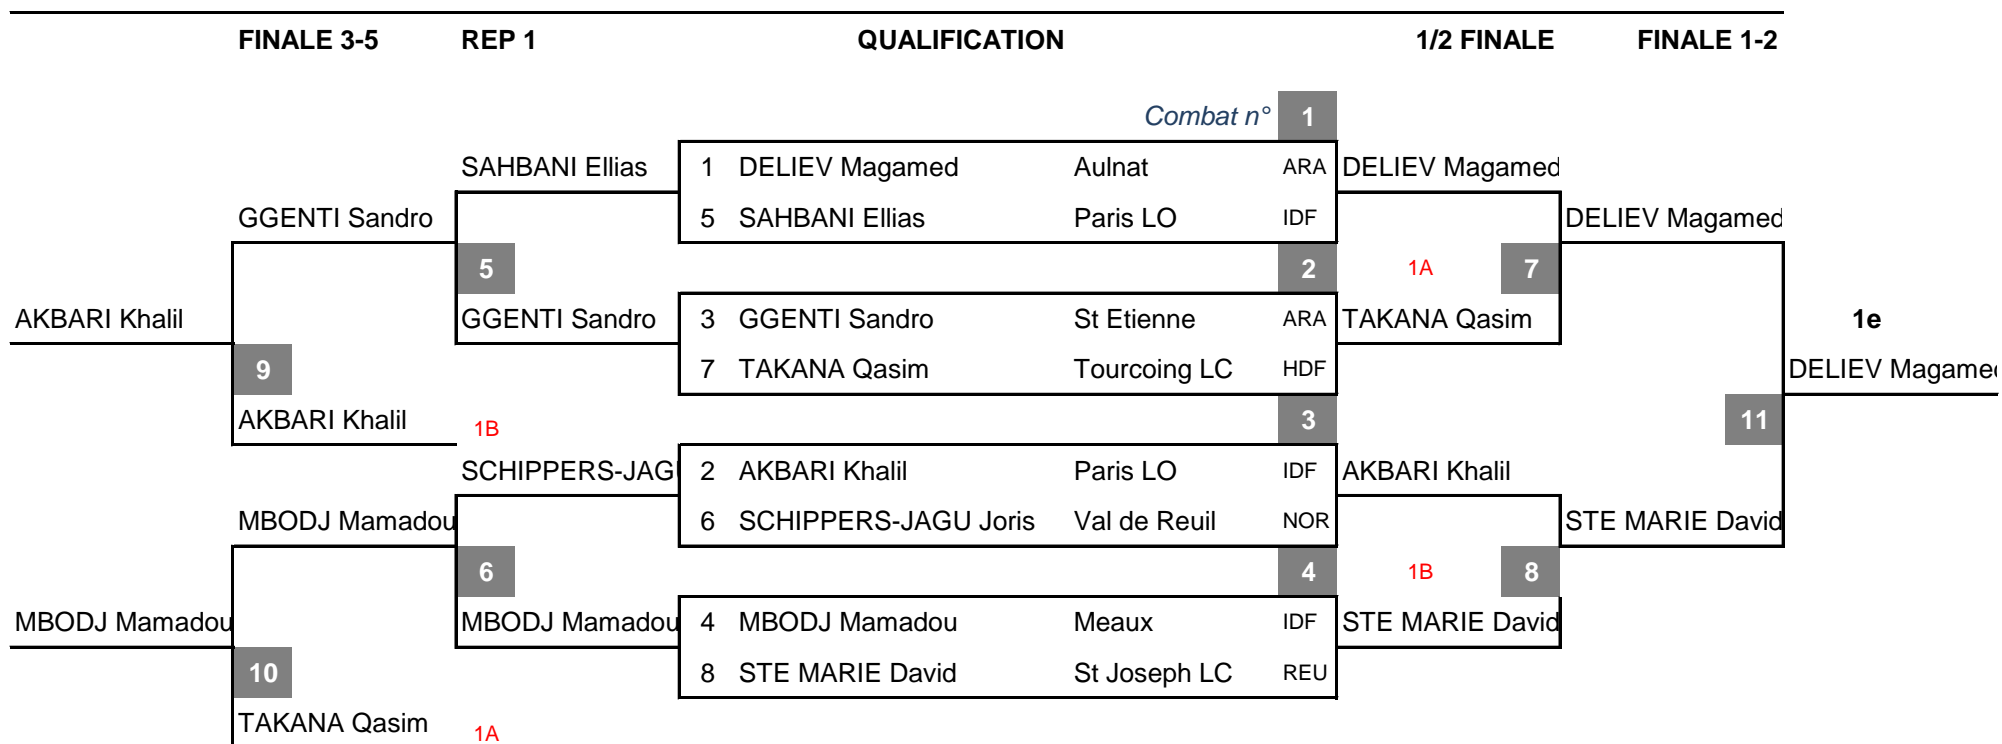 FINALE 3-5 REP 1 QUALIFICATION 1/2 FINALE FINALE 1-2
Combat n° 1
SAHBANI Ellias 1 DELIEV Magamed Aulnat ARA DELIEV Magamed
GGENTI Sandro 5 SAHBANI Ellias Paris LO IDF DELIEV Magamed
5 2 1A 7
AKBARI Khalil GGENTI Sandro 3 GGENTI Sandro St Etienne ARA TAKANA Qasim 1e
9 7 TAKANA Qasim Tourcoing LC HDF DELIEV Magame
AKBARI Khalil 1B 3 11
SCHIPPERS-JAGU 2 AKBARI Khalil Paris LO IDF AKBARI Khalil
MBODJ Mamadou 6 SCHIPPERS-JAGU Joris Val de Reuil NOR STE MARIE David
6 4 1B 8
MBODJ Mamadou MBODJ Mamadou 4 MBODJ Mamadou Meaux IDF STE MARIE David
10 8 STE MARIE David St Joseph LC REU
TAKANA Qasim 1A